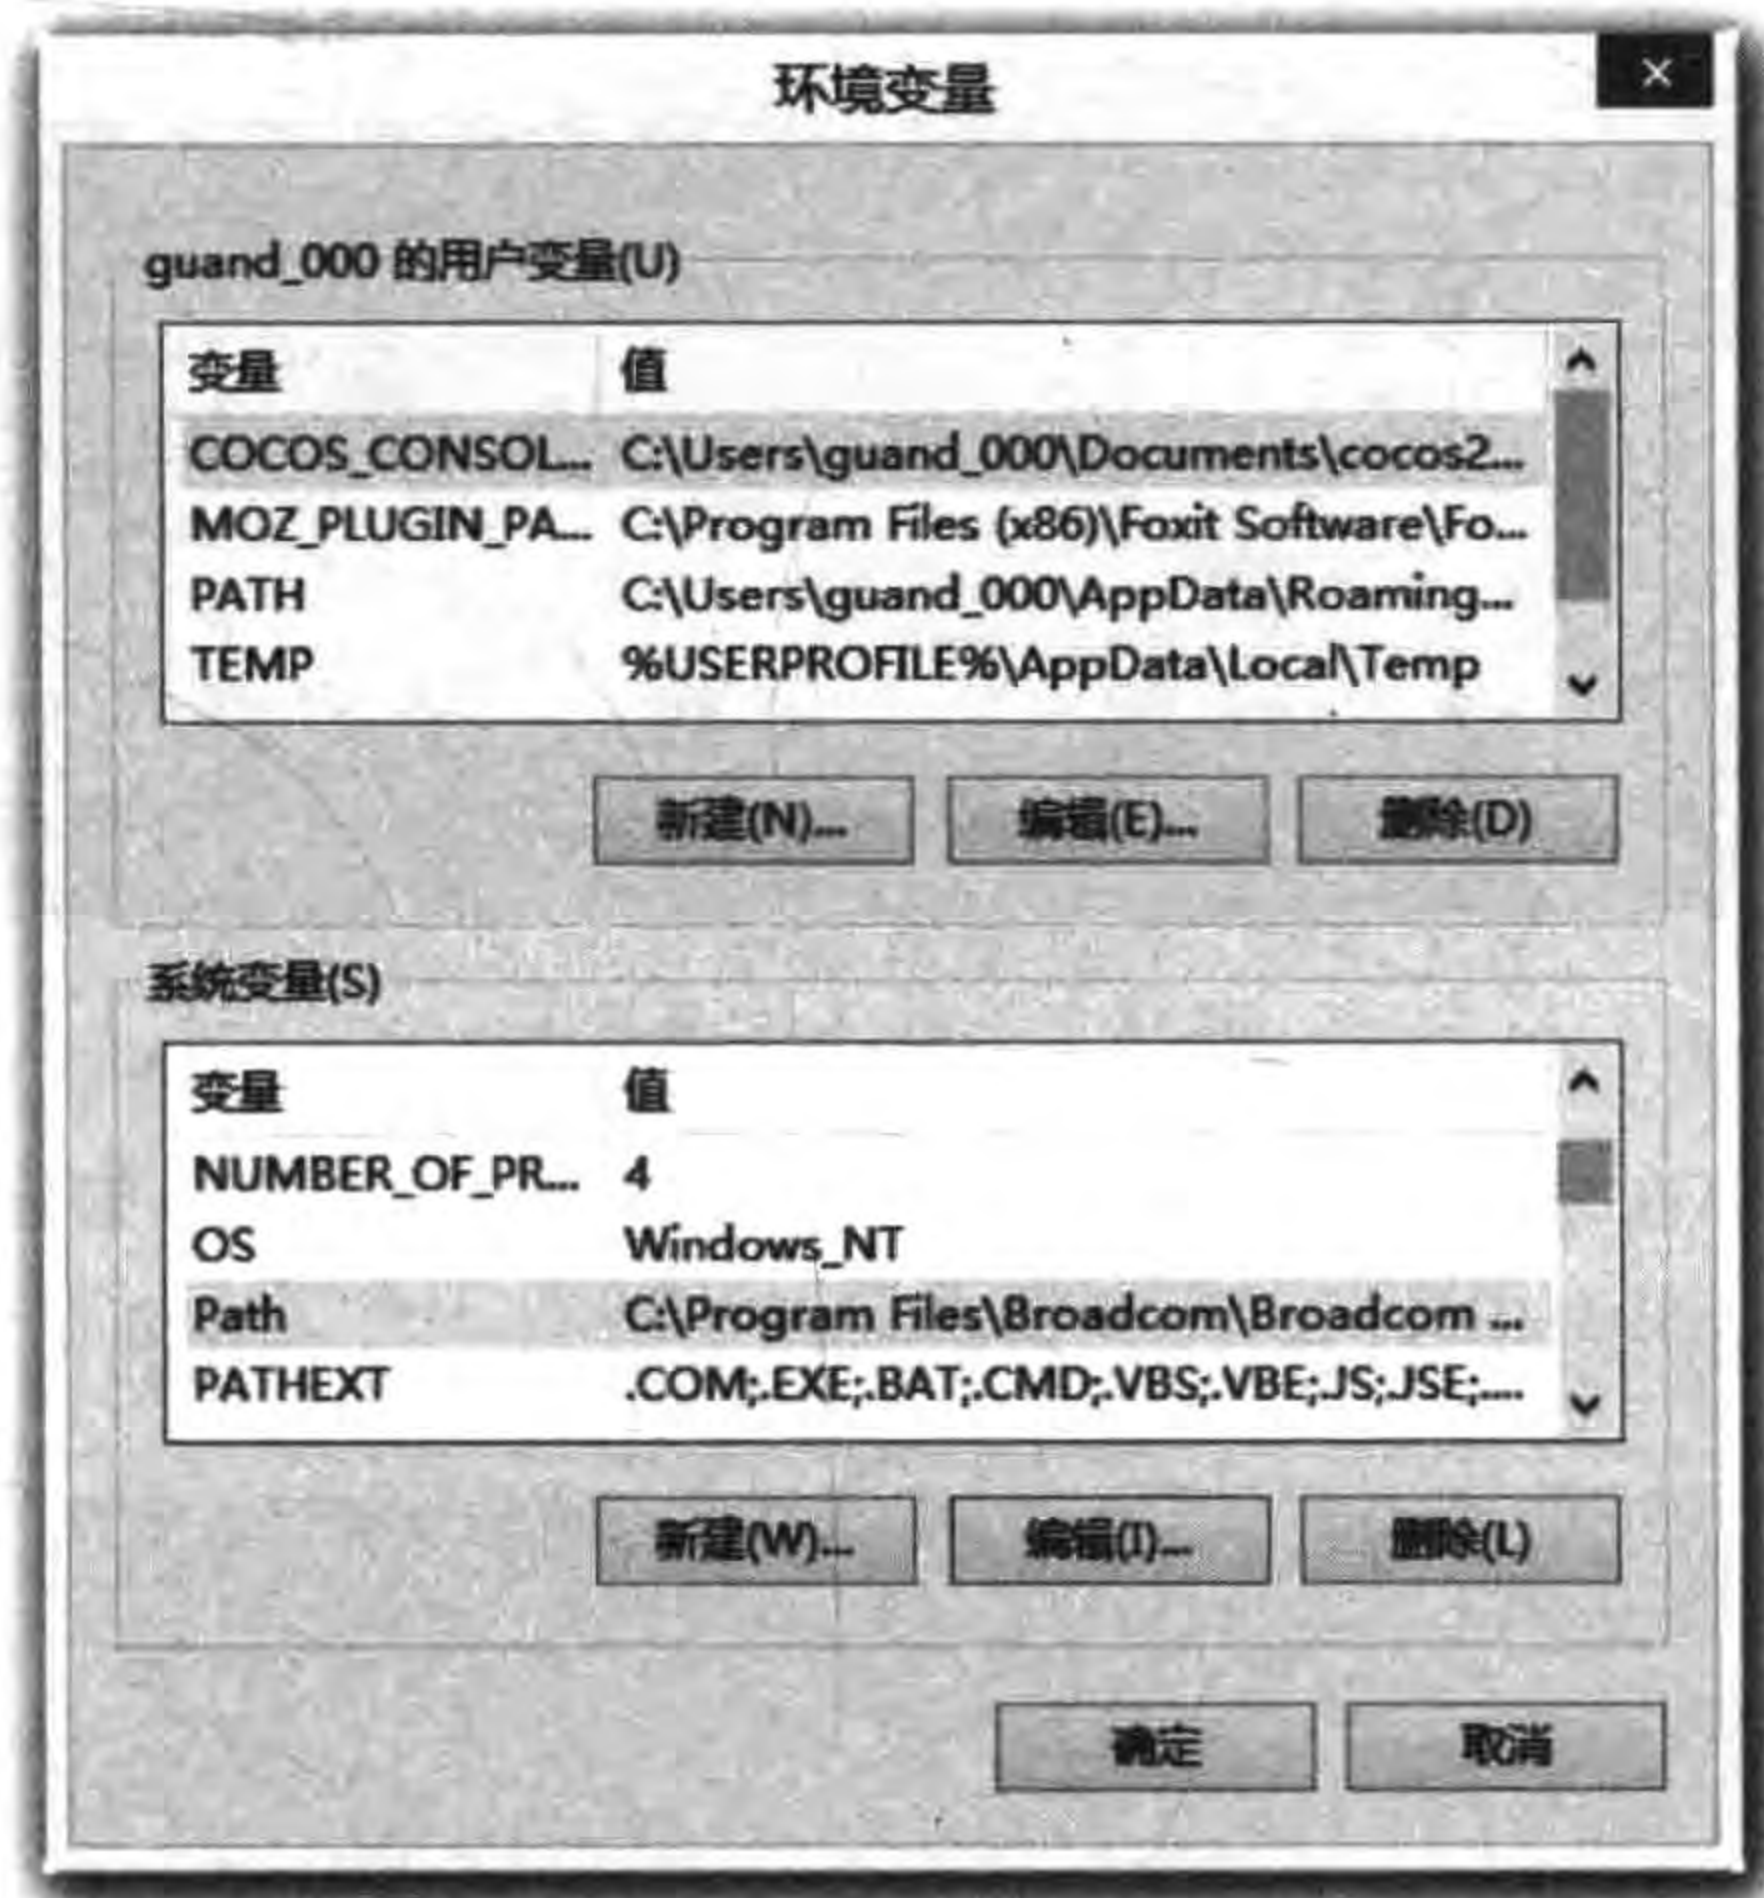 环境变量
guand_000 的用户变量(U)
变量 值
COCOS_CONSOL... C:\Users\guand_000\Documents\cocos2...
MOZ_PLUGIN_PA... C:\Program Files (x86)\Foxit Software\Fo...
PATH C:\Users\guand_000\AppData\Roaming...
TEMP %USERPROFILE%\AppData\Local\Temp
新建(N)... 编辑(E)... 删除(D)
系统变量(S)
变量 值
NUMBER_OF_PR... 4
OS Windows_NT
Path C:\Program Files\Broadcom\Broadcom ...
PATHEXT .COM;.EXE;.BAT;.CMD;.VBS;.VBE;.JS;.JSE;....
新建(W)... 编辑(I)... 删除(L)
确定 取消